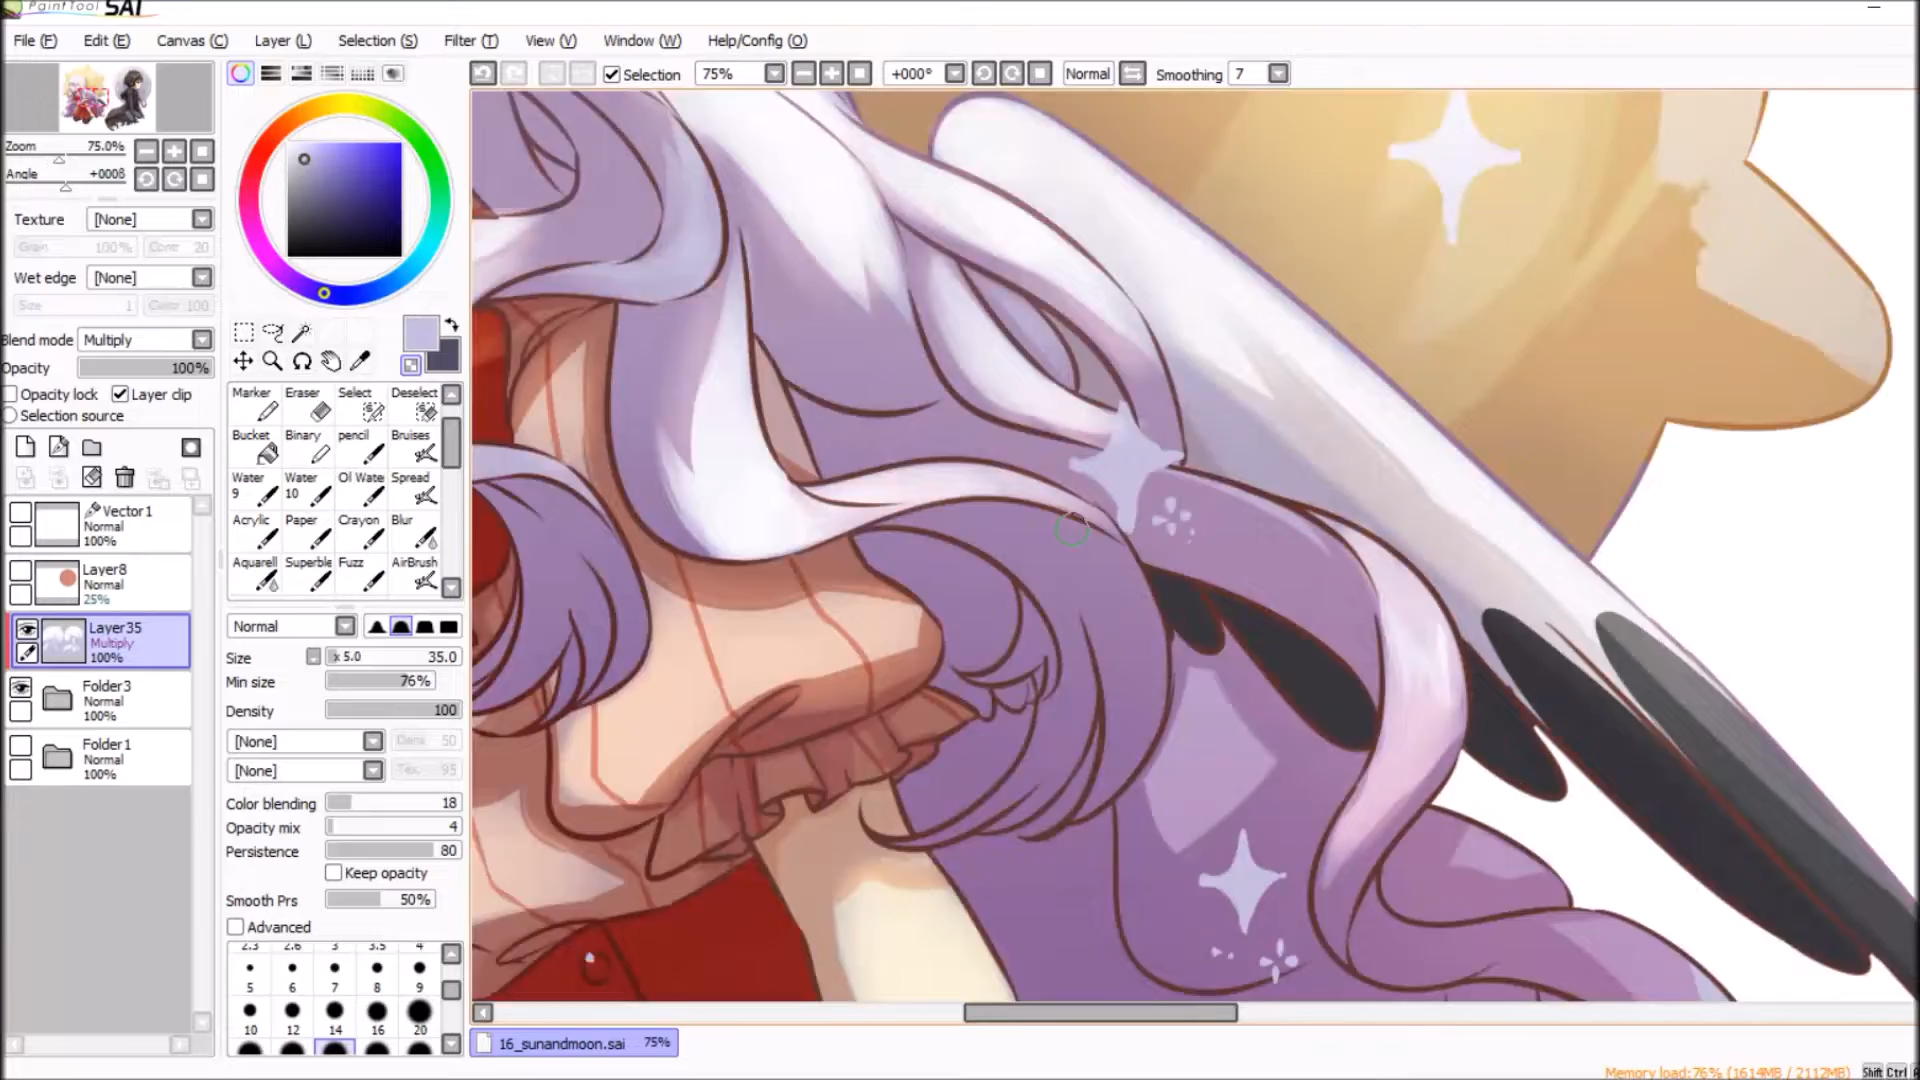 PaintTool SAI
File (F) Edit (E) Canvas (C) Layer (L) Selection (S) Filter (T) View (V) Window (W) Help/Config (O)
Selection 75% +000° Normal Smoothing 7
Zoom 75.0%
Angle
Texture [None]
Grain 100% 20
Wet edge [None]
Size 1 100
Blend mode Multiply
Opacity 100%
Opacity lock Layer clip
Selection source
Vector1
Normal
100%
Layer8
Normal
25%
Layer35
Multiply
100%
Folder3
Normal
100%
Folder1
Normal
100%
Marker Eraser Select Deselect
Bucket Binary pencil Bruises
Water 9 Water 10 Ol Wate Spread
Acrylic Paper Crayon Blur
Aquarell Superble Fuzz AirBrush
Normal
Size x 5.0 35.0
Min size 76%
Density 100
[None] Dens 50
[None] Tex. 95
Color blending 18
Opacity mix 4
Persistence 80
Keep opacity
Smooth Prs 50%
Advanced
2.3 2.6 3 3.5 4
5 6 7 8 9
10 12 14 16 20
16_sunandmoon.sai 75%
Memory load:76% (1614MB / 2112MB) Shift Ctrl